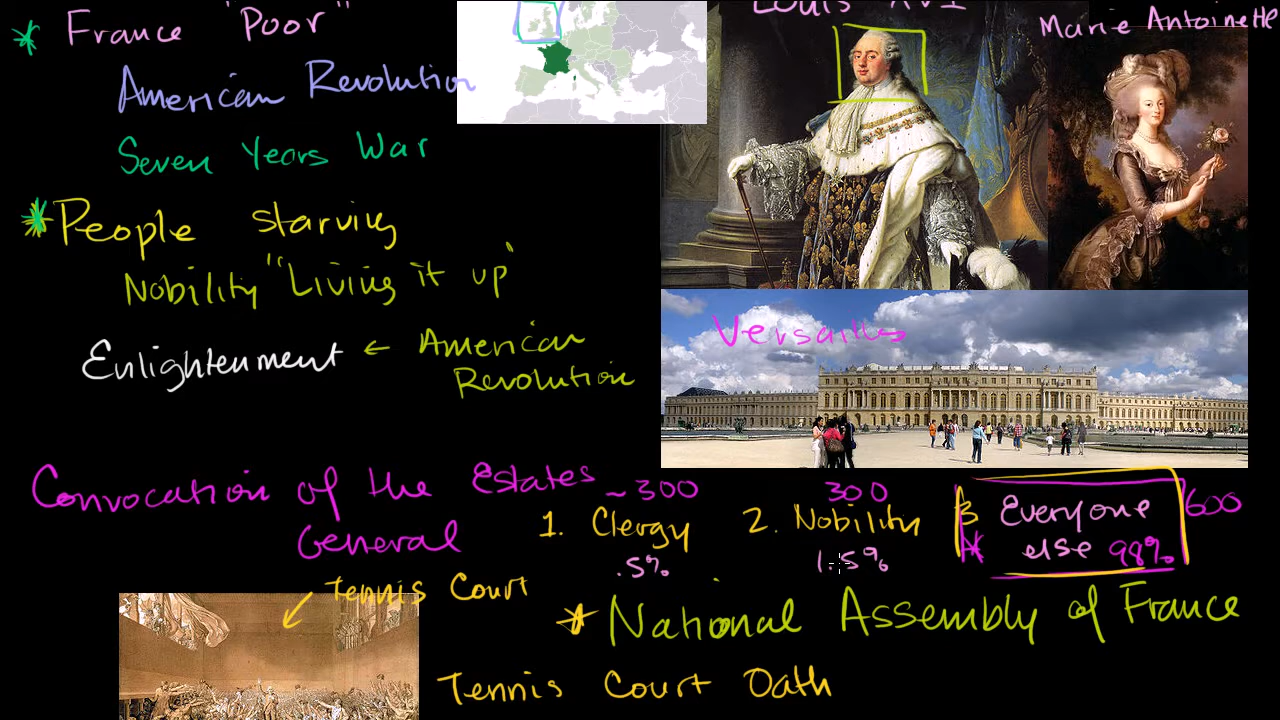 * France "Poor"
American Revolution
Seven Years War
* People starving
Nobility "Living it up"
Enlightenment ← American
Revolution
Louis XVI
Marie Antoinette
Versailles
Convocation of the Estates
General
~300
1. Clergy
.5%
300
2. Nobility
1.5%
3 Everyone
else 98%
600
Tennis Court
* National Assembly of France
Tennis Court Oath